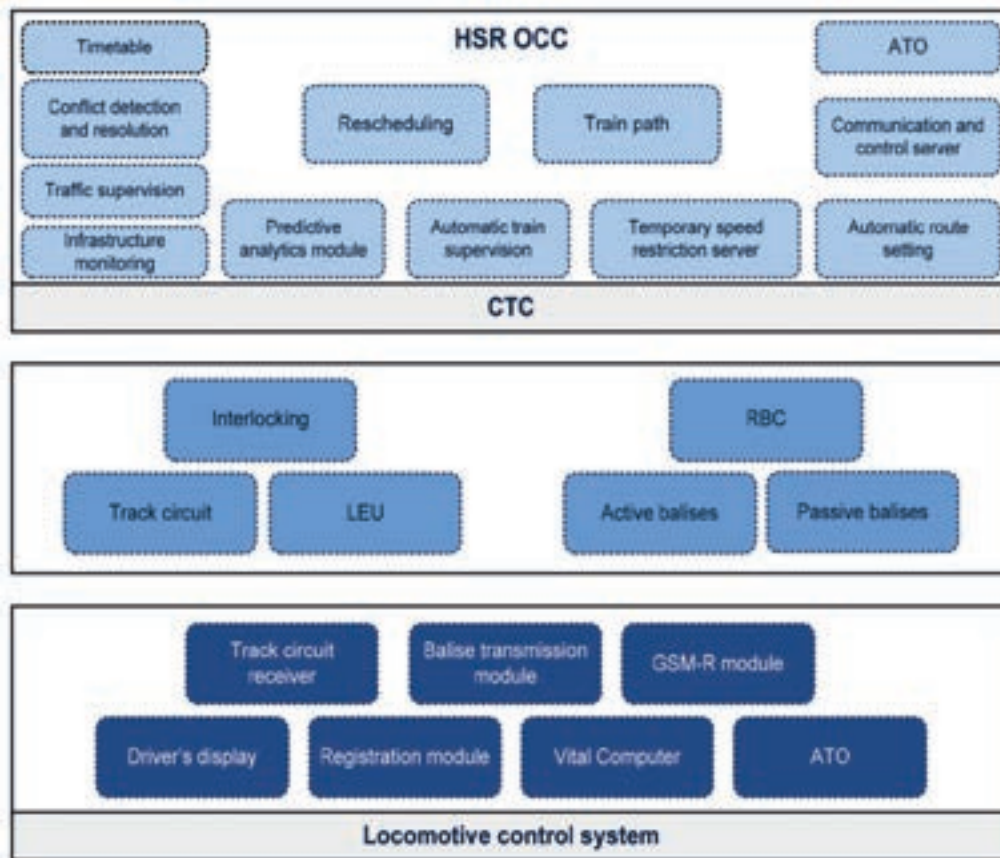 HSR OCC
Timetable
Conflict detection
and resolution
Traffic supervision
Infrastructure
monitoring
Rescheduling
Train path
Predictive
analytics module
Automatic train
supervision
Temporary speed
restriction server
ATO
Communication and
control server
Automatic route
setting
CTC
Interlocking
Track circuit
LEU
RBC
Active balises
Passive balises
Track circuit
receiver
Balise transmission
module
GSM-R module
Driver's display
Registration module
Vital Computer
ATO
Locomotive control system